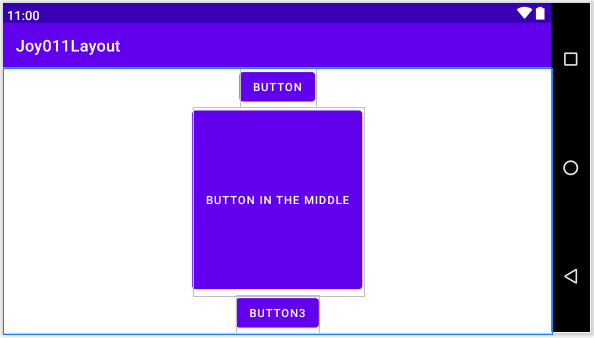 11:00
Joy011Layout
BUTTON
BUTTON IN THE MIDDLE
BUTTON3